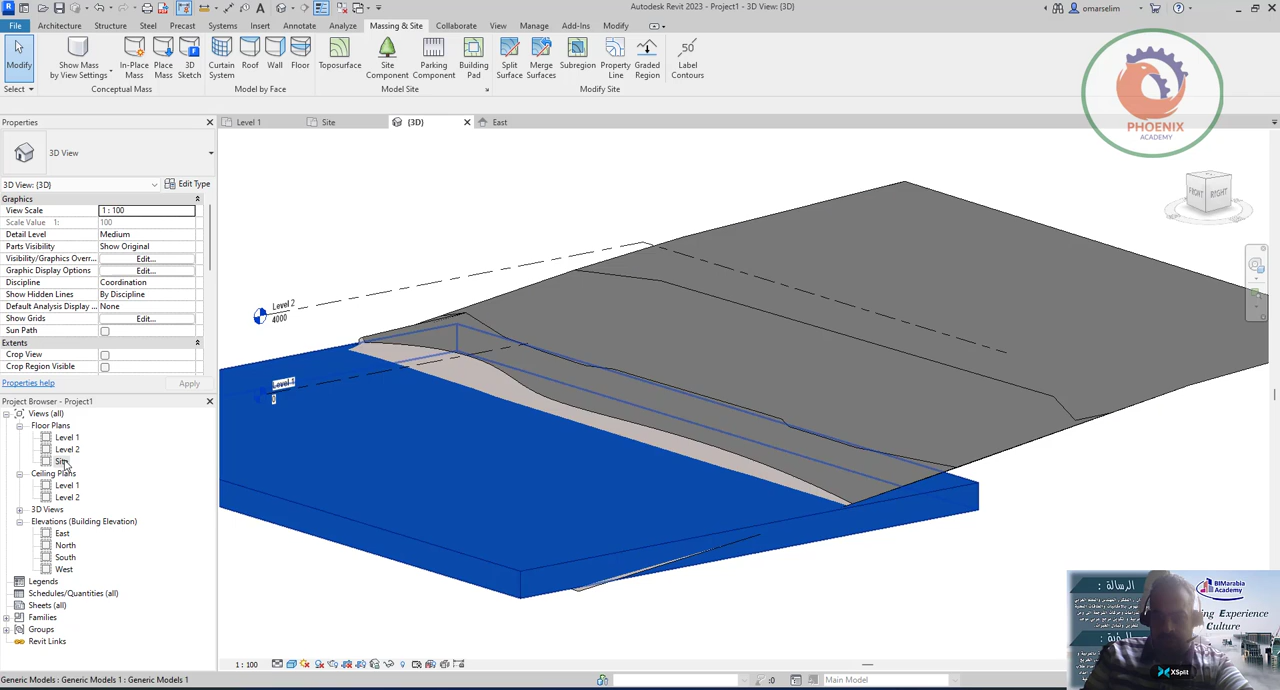 Autodesk Revit 2023 - Project1 - 3D View: {3D}
omarselim
File
Architecture
Structure
Steel
Precast
Systems
Insert
Annotate
Analyze
Massing & Site
Collaborate
View
Manage
Add-Ins
Modify
Modify
Show Mass
by View Settings
In-Place
Mass
Place
Mass
3D
Sketch
Curtain
System
Roof
Wall
Floor
Toposurface
Site
Component
Parking
Component
Building
Pad
Split
Surface
Merge
Surfaces
Subregion
Property
Line
Graded
Region
50
Label
Contours
Select
Conceptual Mass
Model by Face
Model Site
Modify Site
PHOENIX
ACADEMY
Properties
Level 1
Site
{3D}
East
3D View
3D View: {3D}
Edit Type
Graphics
View Scale
1 : 100
Scale Value 1:
100
Detail Level
Medium
Parts Visibility
Show Original
Visibility/Graphics Overr...
Edit...
Graphic Display Options
Edit...
Discipline
Coordination
Show Hidden Lines
By Discipline
Default Analysis Display ...
None
Show Grids
Edit...
Sun Path
Extents
Crop View
Crop Region Visible
Properties help
Apply
FRONT
RIGHT
Level 2
4000
Level 1
0
Project Browser - Project1
Views (all)
Floor Plans
Level 1
Level 2
Ceiling Plans
Level 1
Level 2
3D Views
Elevations (Building Elevation)
East
North
South
West
Legends
Schedules/Quantities (all)
Sheets (all)
Families
Groups
Revit Links
1 : 100
Generic Models : Generic Models 1 : Generic Models 1
:0
Main Model
الرسالة :
BIMarabia
Academy
Experience
Culture
XSplit